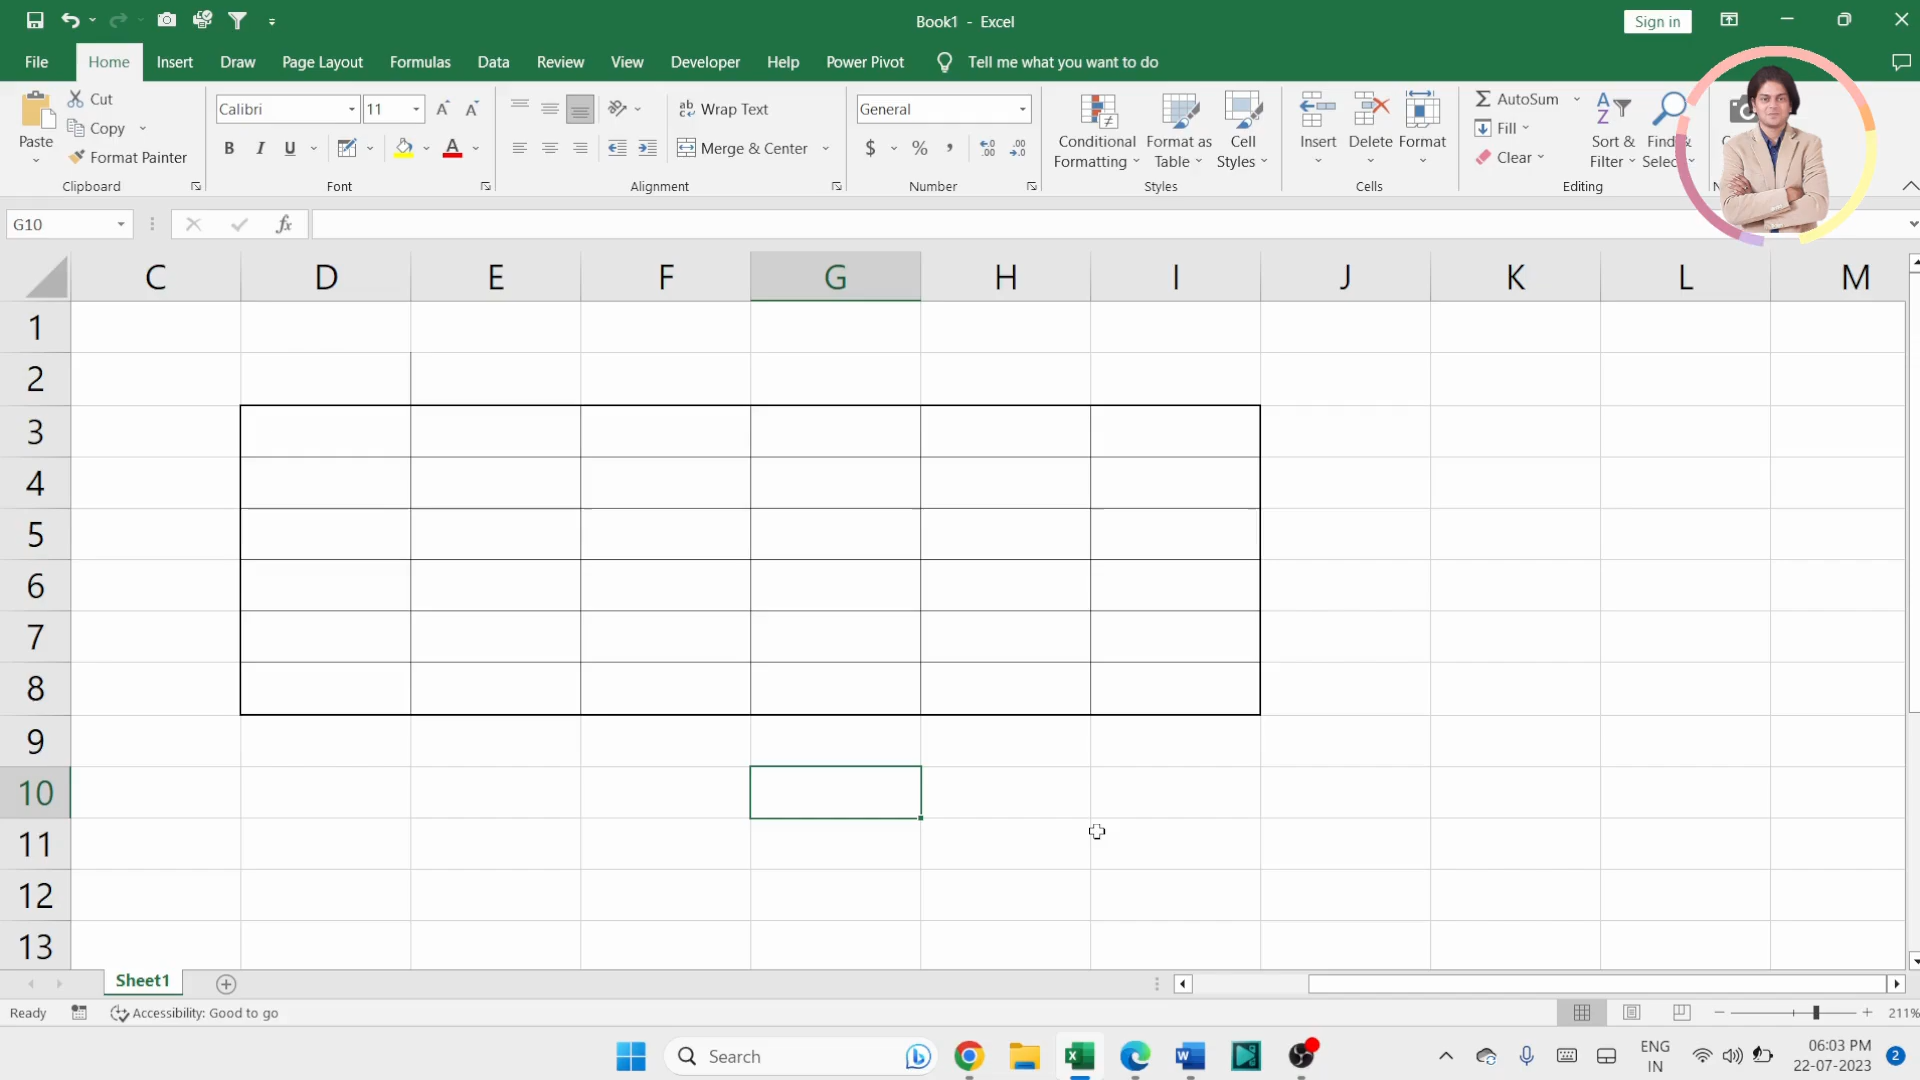 Book1 - Excel
Sign in
File Home Insert Draw Page Layout Formulas Data Review View Developer Help Power Pivot Tell me what you want to do
Paste
Cut
Copy
Format Painter
Clipboard
Calibri 11
B I U
Font
Wrap Text
Merge & Center
Alignment
General
$ % ,
Number
Conditional Formatting
Format as Table
Cell Styles
Styles
Insert
Delete
Format
Cells
AutoSum
Fill
Clear
Sort & Filter
Find &
Editing
G10
fx
C D E F G H I J K L M
1
2
3
4
5
6
7
8
9
10
11
12
13
Sheet1
Ready
Accessibility: Good to go
211%
Search
ENG
IN
06:03 PM
22-07-2023
2